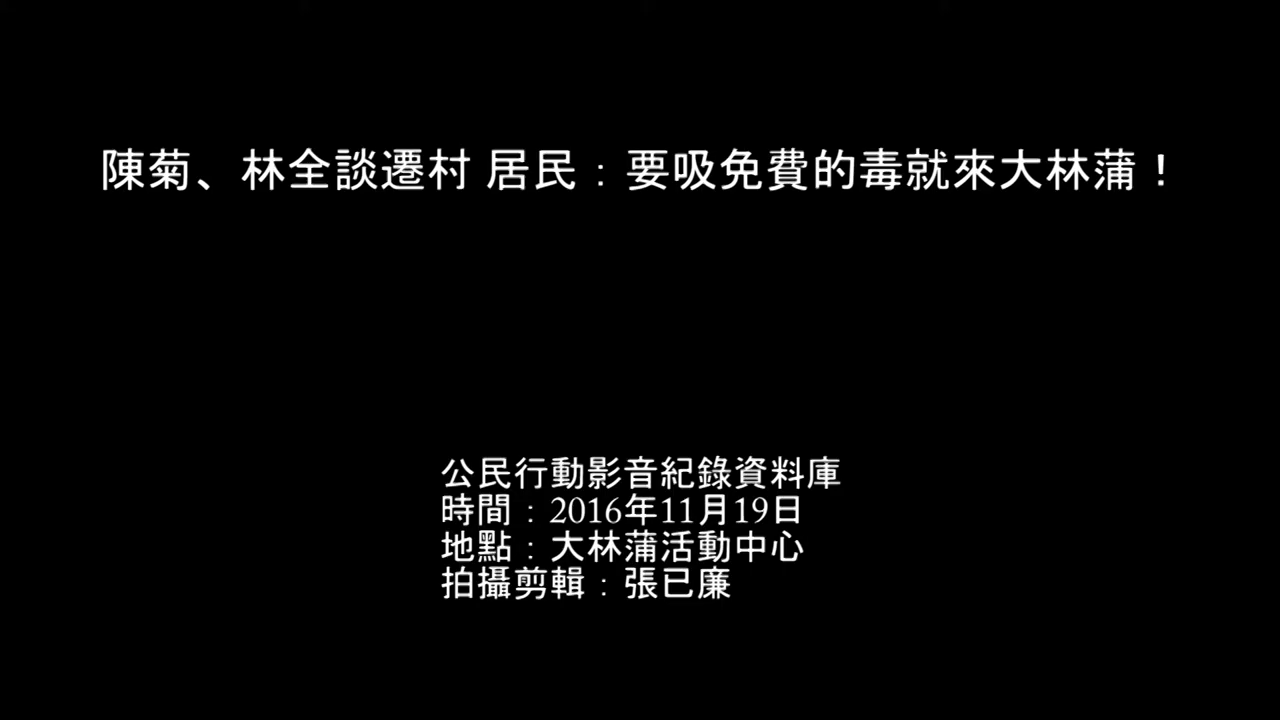 陳菊、林全談遷村 居民：要吸免費的毒就來大林蒲！
公民行動影音紀錄資料庫
時間：2016年11月19日
地點：大林蒲活動中心
拍攝剪輯：張已廉